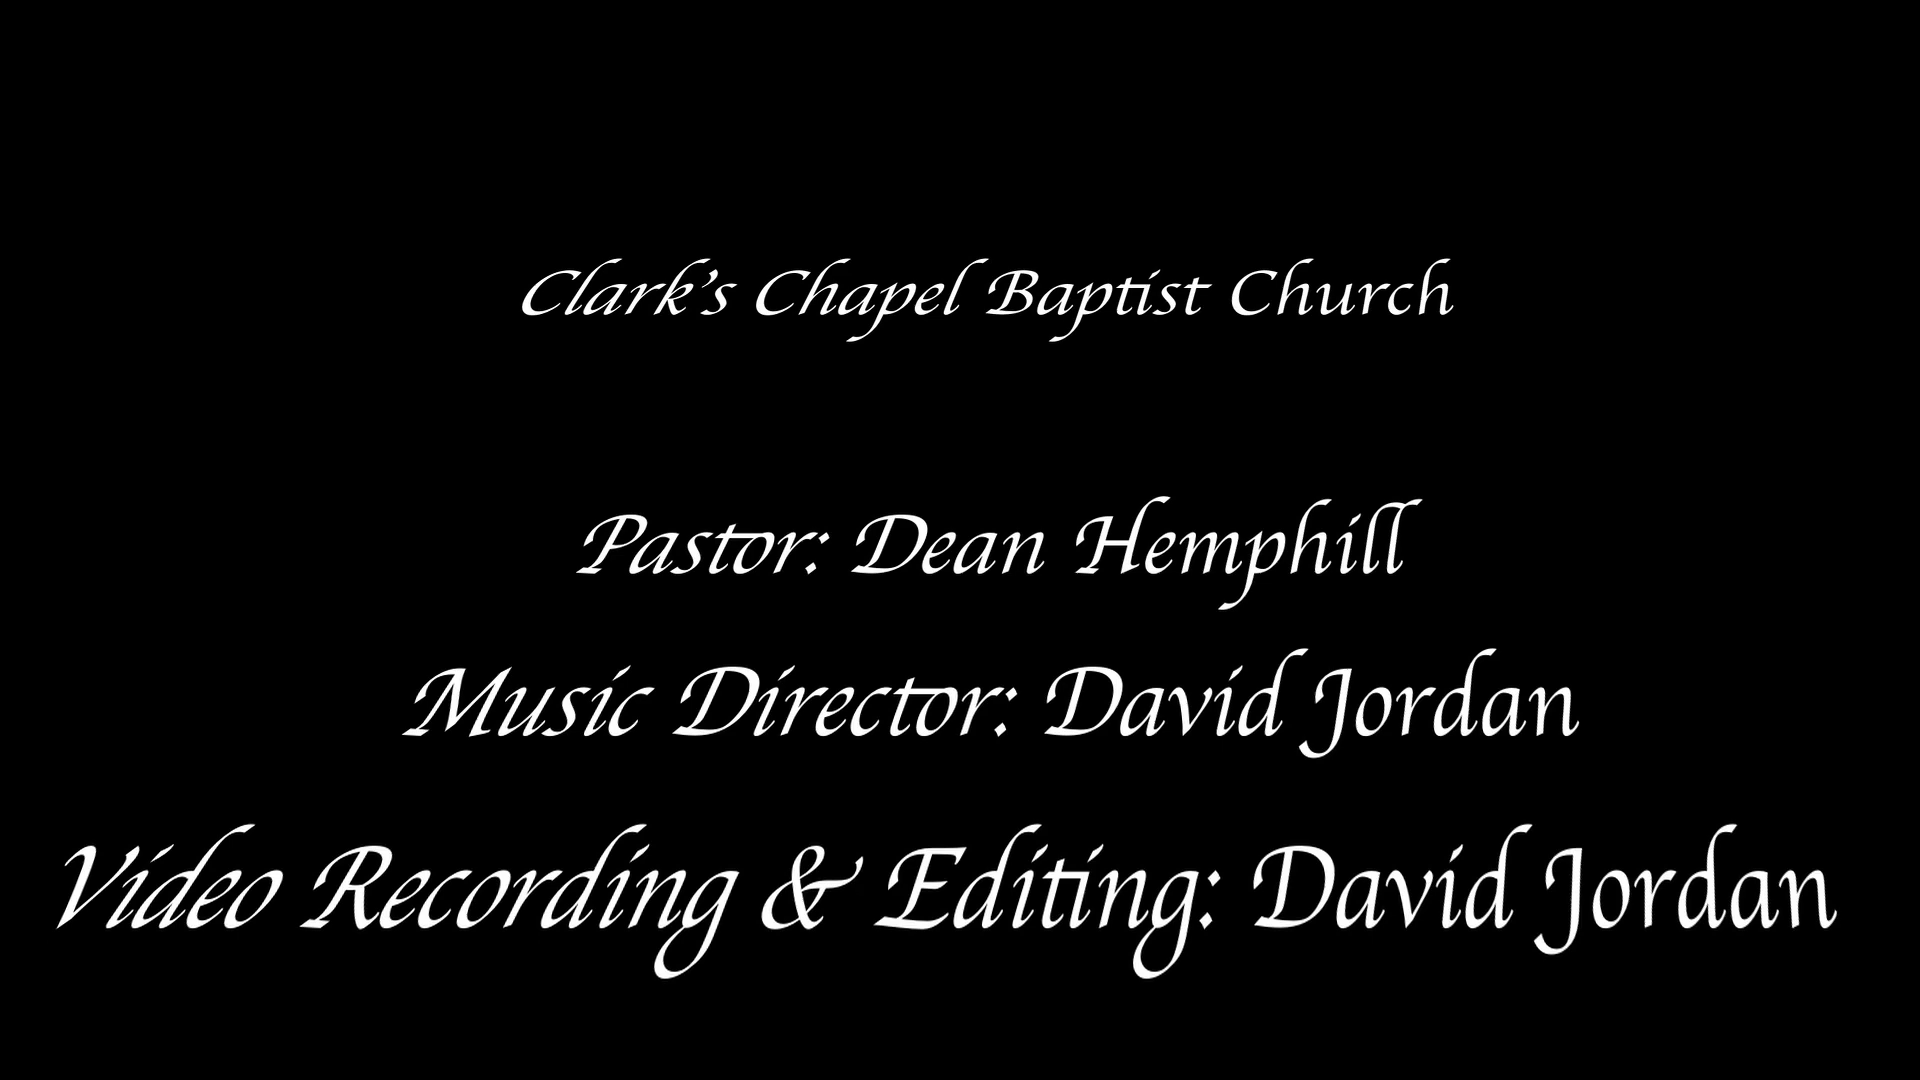 Clark's Chapel Baptist Church
Pastor: Dean Hemphill
Music Director: David Jordan
Video Recording & Editing: David Jordan